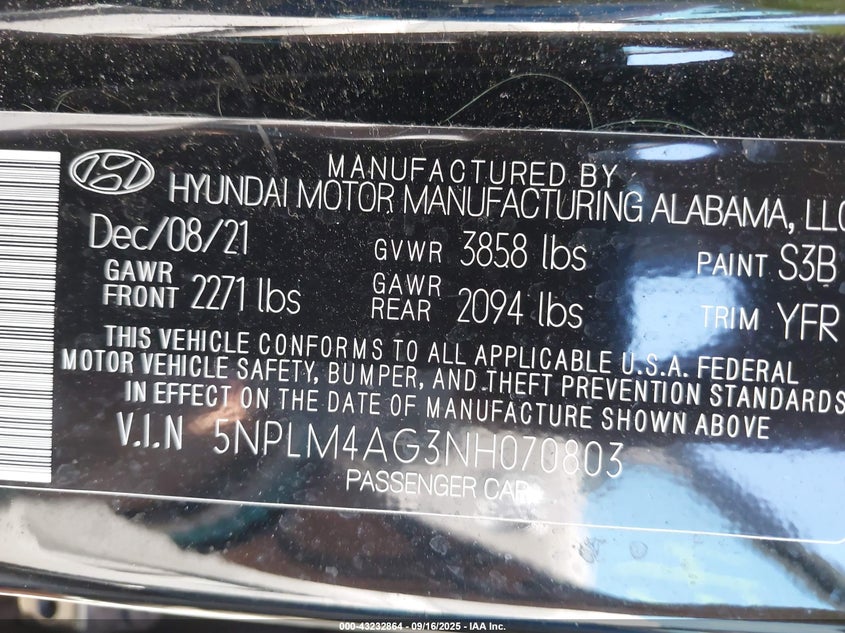 MANUFACTURED BY
HYUNDAI MOTOR MANUFACTURING ALABAMA, LLC
Dec/08/21 GVWR 3858 lbs PAINT S3B
GAWR FRONT 2271 lbs GAWR REAR 2094 lbs TRIM YFR
THIS VEHICLE CONFORMS TO ALL APPLICABLE U.S.A. FEDERAL
MOTOR VEHICLE SAFETY, BUMPER, AND THEFT PREVENTION STANDARDS
IN EFFECT ON THE DATE OF MANUFACTURE SHOWN ABOVE
V.I.N 5NPLM4AG3NH070803
PASSENGER CAR
000-43232864 - 09/16/2025 - IAA Inc.